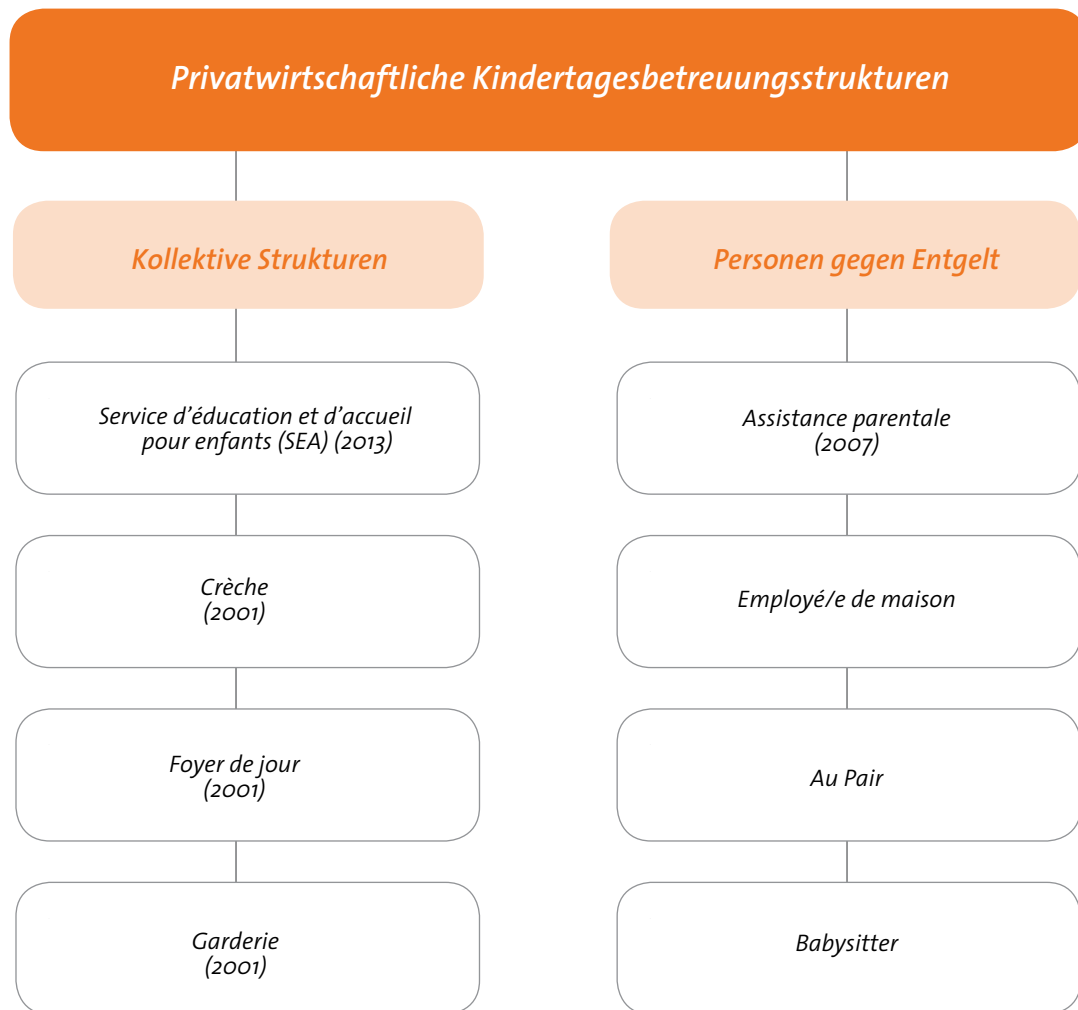 Privatwirtschaftliche Kindertagesbetreuungsstrukturen
Kollektive Strukturen
Service d’éducation et d’accueil
pour enfants (SEA) (2013)
Crèche
(2001)
Foyer de jour
(2001)
Garderie
(2001)
Personen gegen Entgelt
Assistance parentale
(2007)
Employé/e de maison
Au Pair
Babysitter